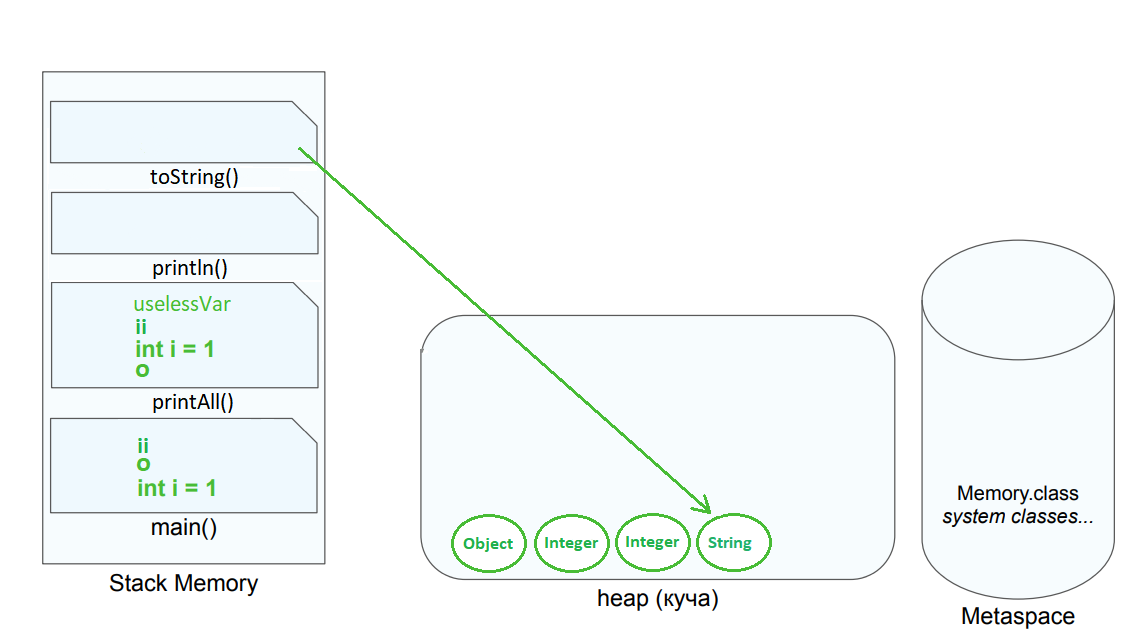 toString()
println()
uselessVar
ii
int i = 1
o
printAll()
ii
o
int i = 1
main()
Stack Memory
Object
Integer
Integer
String
heap (куча)
Memory.class
system classes...
Metaspace